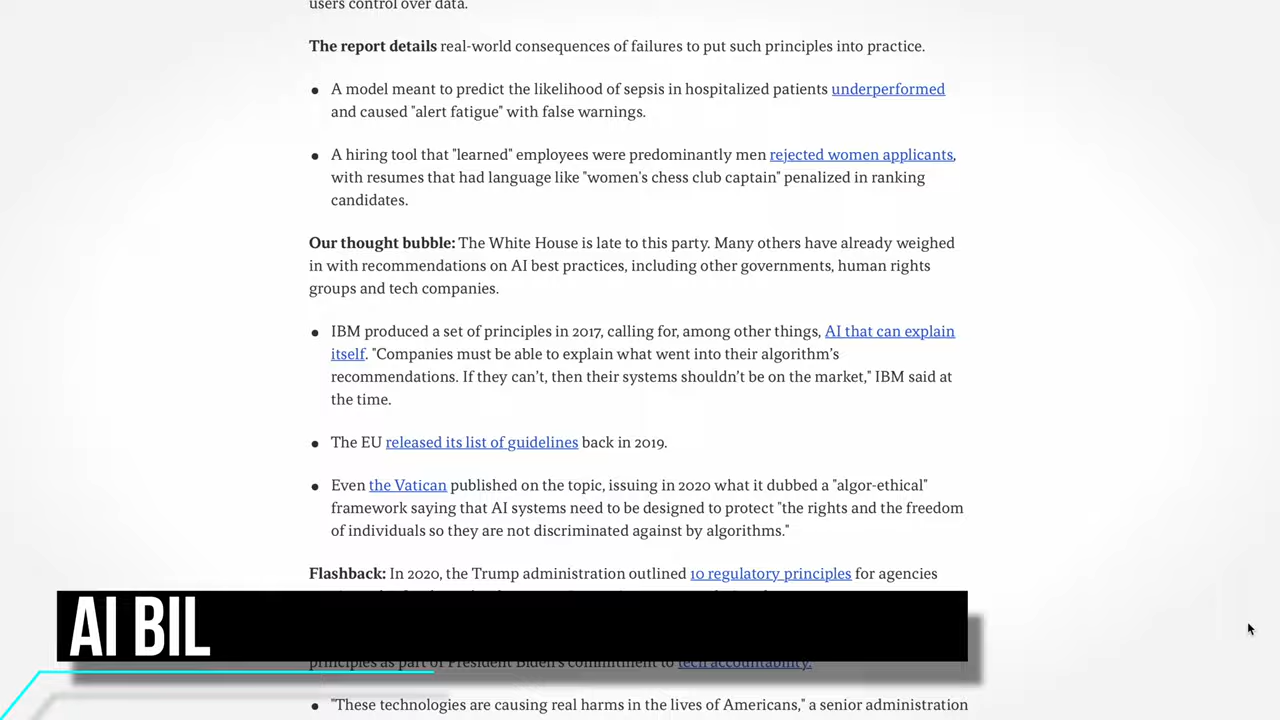 users control over data.
The report details real-world consequences of failures to put such principles into practice.
● A model meant to predict the likelihood of sepsis in hospitalized patients underperformed
and caused "alert fatigue" with false warnings.
● A hiring tool that "learned" employees were predominantly men rejected women applicants,
with resumes that had language like "women's chess club captain" penalized in ranking
candidates.
Our thought bubble: The White House is late to this party. Many others have already weighed
in with recommendations on AI best practices, including other governments, human rights
groups and tech companies.
● IBM produced a set of principles in 2017, calling for, among other things, AI that can explain
itself. "Companies must be able to explain what went into their algorithm's
recommendations. If they can't, then their systems shouldn't be on the market," IBM said at
the time.
● The EU released its list of guidelines back in 2019.
● Even the Vatican published on the topic, issuing in 2020 what it dubbed a "algor-ethical"
framework saying that AI systems need to be designed to protect "the rights and the freedom
of individuals so they are not discriminated against by algorithms."
Flashback: In 2020, the Trump administration outlined 10 regulatory principles for agencies
AI BIL
principles as part of President Biden's commitment to tech accountability.
● "These technologies are causing real harms in the lives of Americans," a senior administration